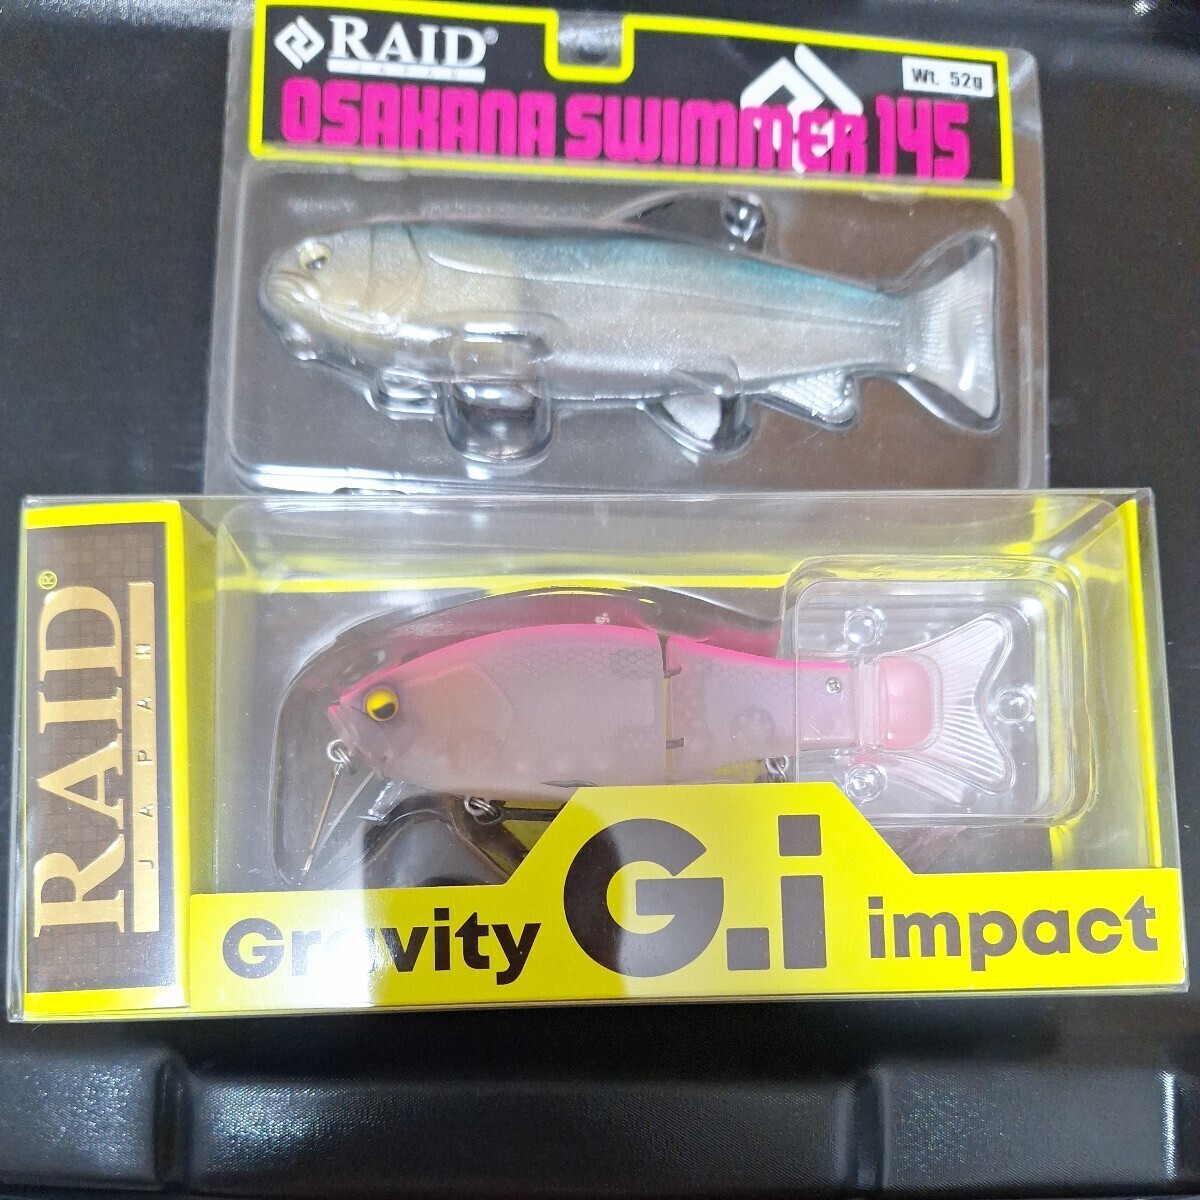 RAID®
JAPAN
Wt. 52g
OSAKANA SWIMMER 145
RAID®
JAPAN
Gravity G.i impact